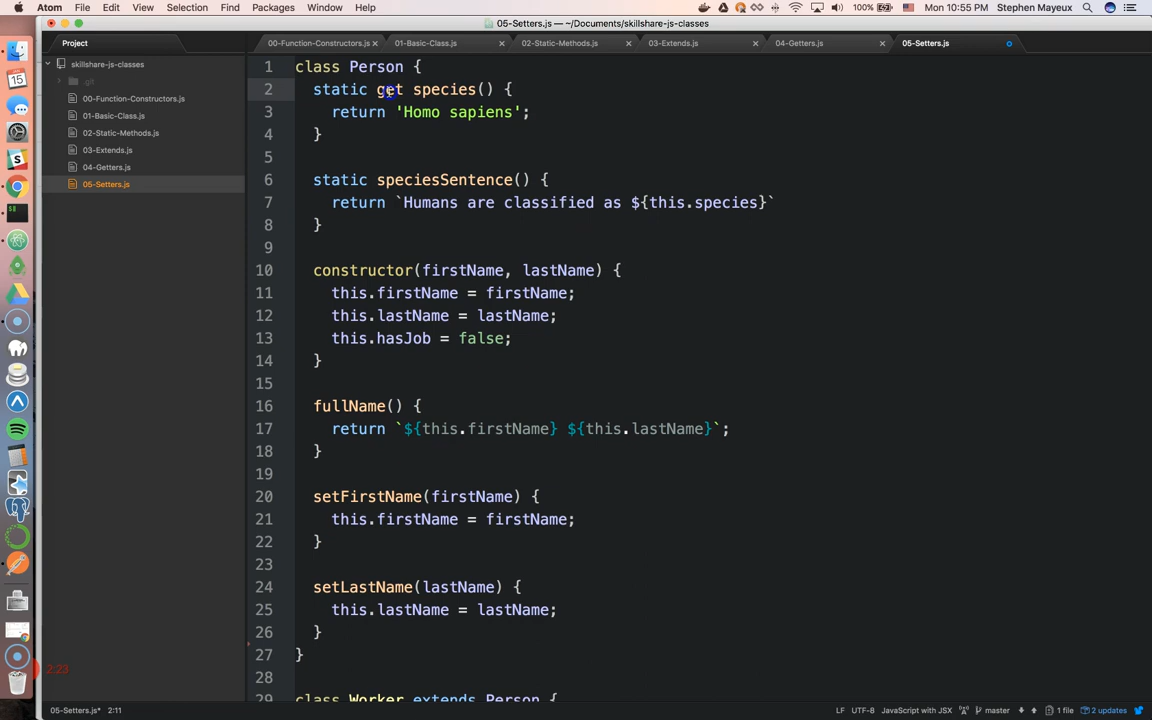 Atom File Edit View Selection Find Packages Window Help 100% Mon 10:55 PM Stephen Mayeux
05-Setters.js — ~/Documents/skillshare-js-classes
Project 00-Function-Constructors.js 01-Basic-Class.js 02-Static-Methods.js 03-Extends.js 04-Getters.js 05-Setters.js
skillshare-js-classes
.git
00-Function-Constructors.js
01-Basic-Class.js
02-Static-Methods.js
03-Extends.js
04-Getters.js
05-Setters.js
1 class Person {
2 static get species() {
3 return 'Homo sapiens';
4 }
5
6 static speciesSentence() {
7 return `Humans are classified as ${this.species}`
8 }
9
10 constructor(firstName, lastName) {
11 this.firstName = firstName;
12 this.lastName = lastName;
13 this.hasJob = false;
14 }
15
16 fullName() {
17 return `${this.firstName} ${this.lastName}`;
18 }
19
20 setFirstName(firstName) {
21 this.firstName = firstName;
22 }
23
24 setLastName(lastName) {
25 this.lastName = lastName;
26 }
27 }
28
29 class Worker extends Person {
2:23
05-Setters.js* 2:11 LF UTF-8 JavaScript with JSX master 1 file 2 updates